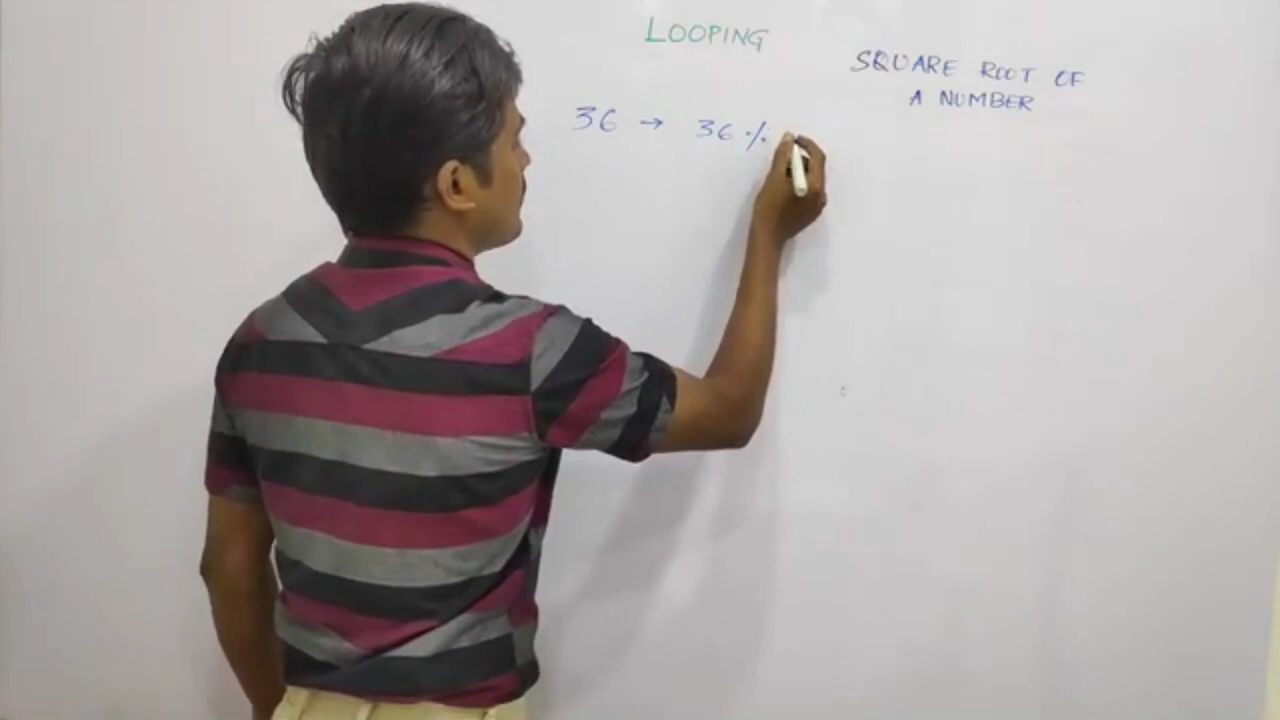 LOOPING
SQUARE ROOT OF
A NUMBER
36 → 36 %